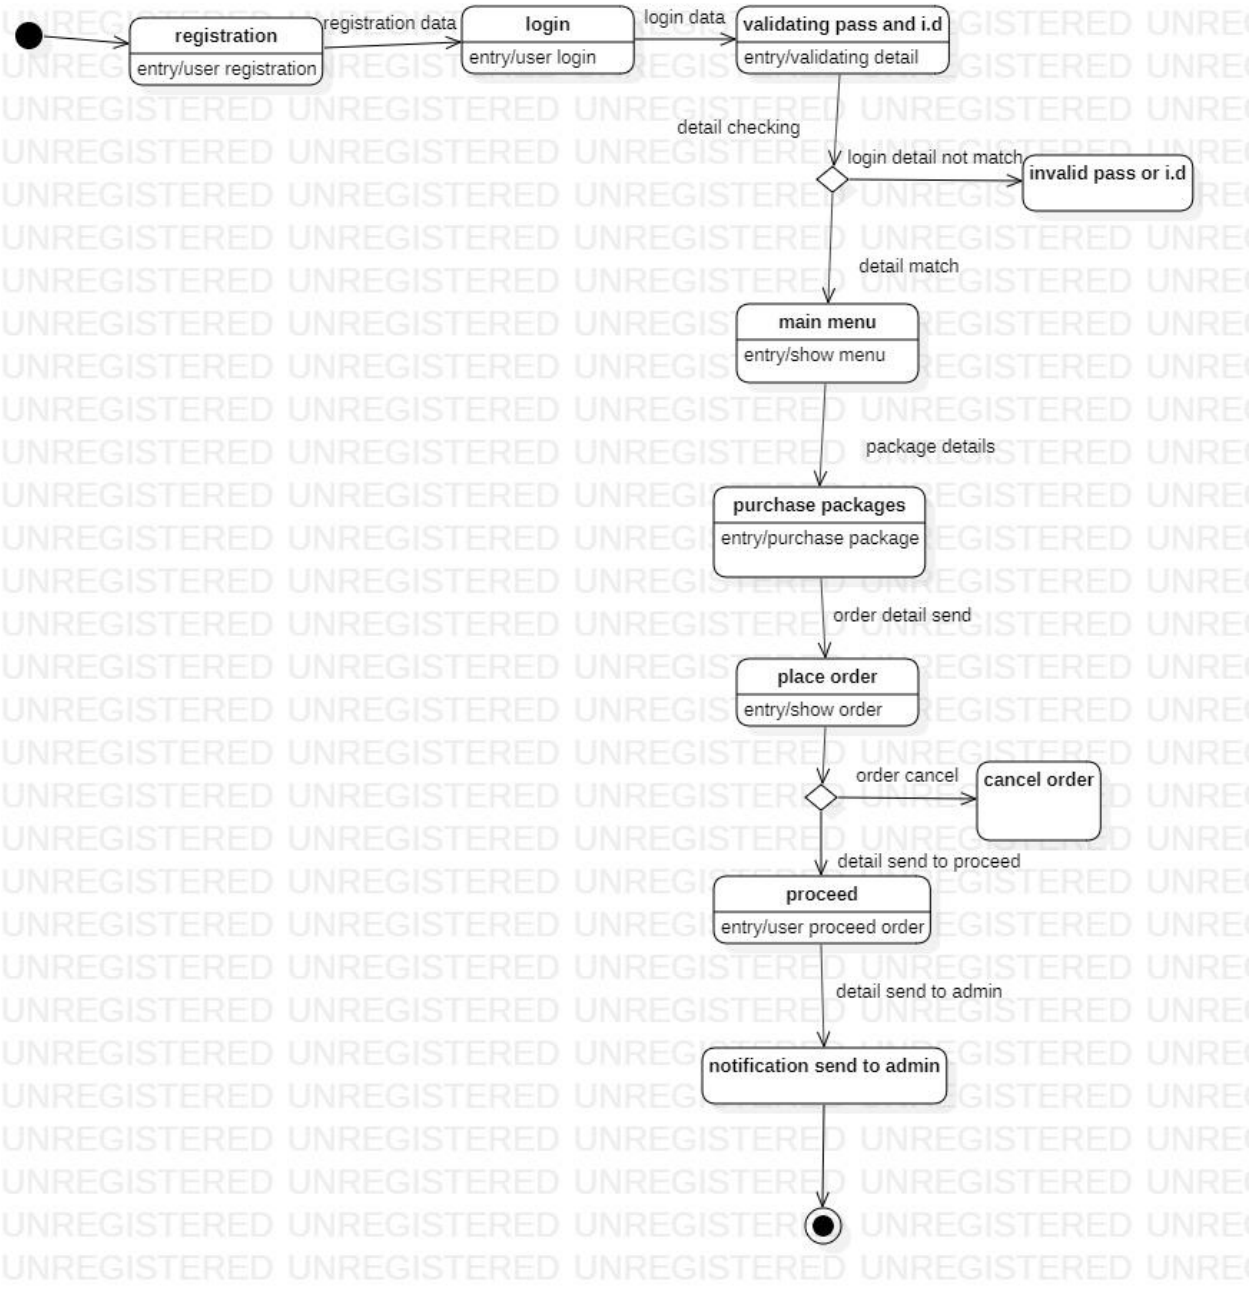 registration
entry/user registration
registration data
login
entry/user login
login data
validating pass and i.d
entry/validating detail
detail checking
login detail not match
invalid pass or i.d
detail match
main menu
entry/show menu
package details
purchase packages
entry/purchase package
order detail send
place order
entry/show order
order cancel
cancel order
detail send to proceed
proceed
entry/user proceed order
detail send to admin
notification send to admin
UNREGISTERED